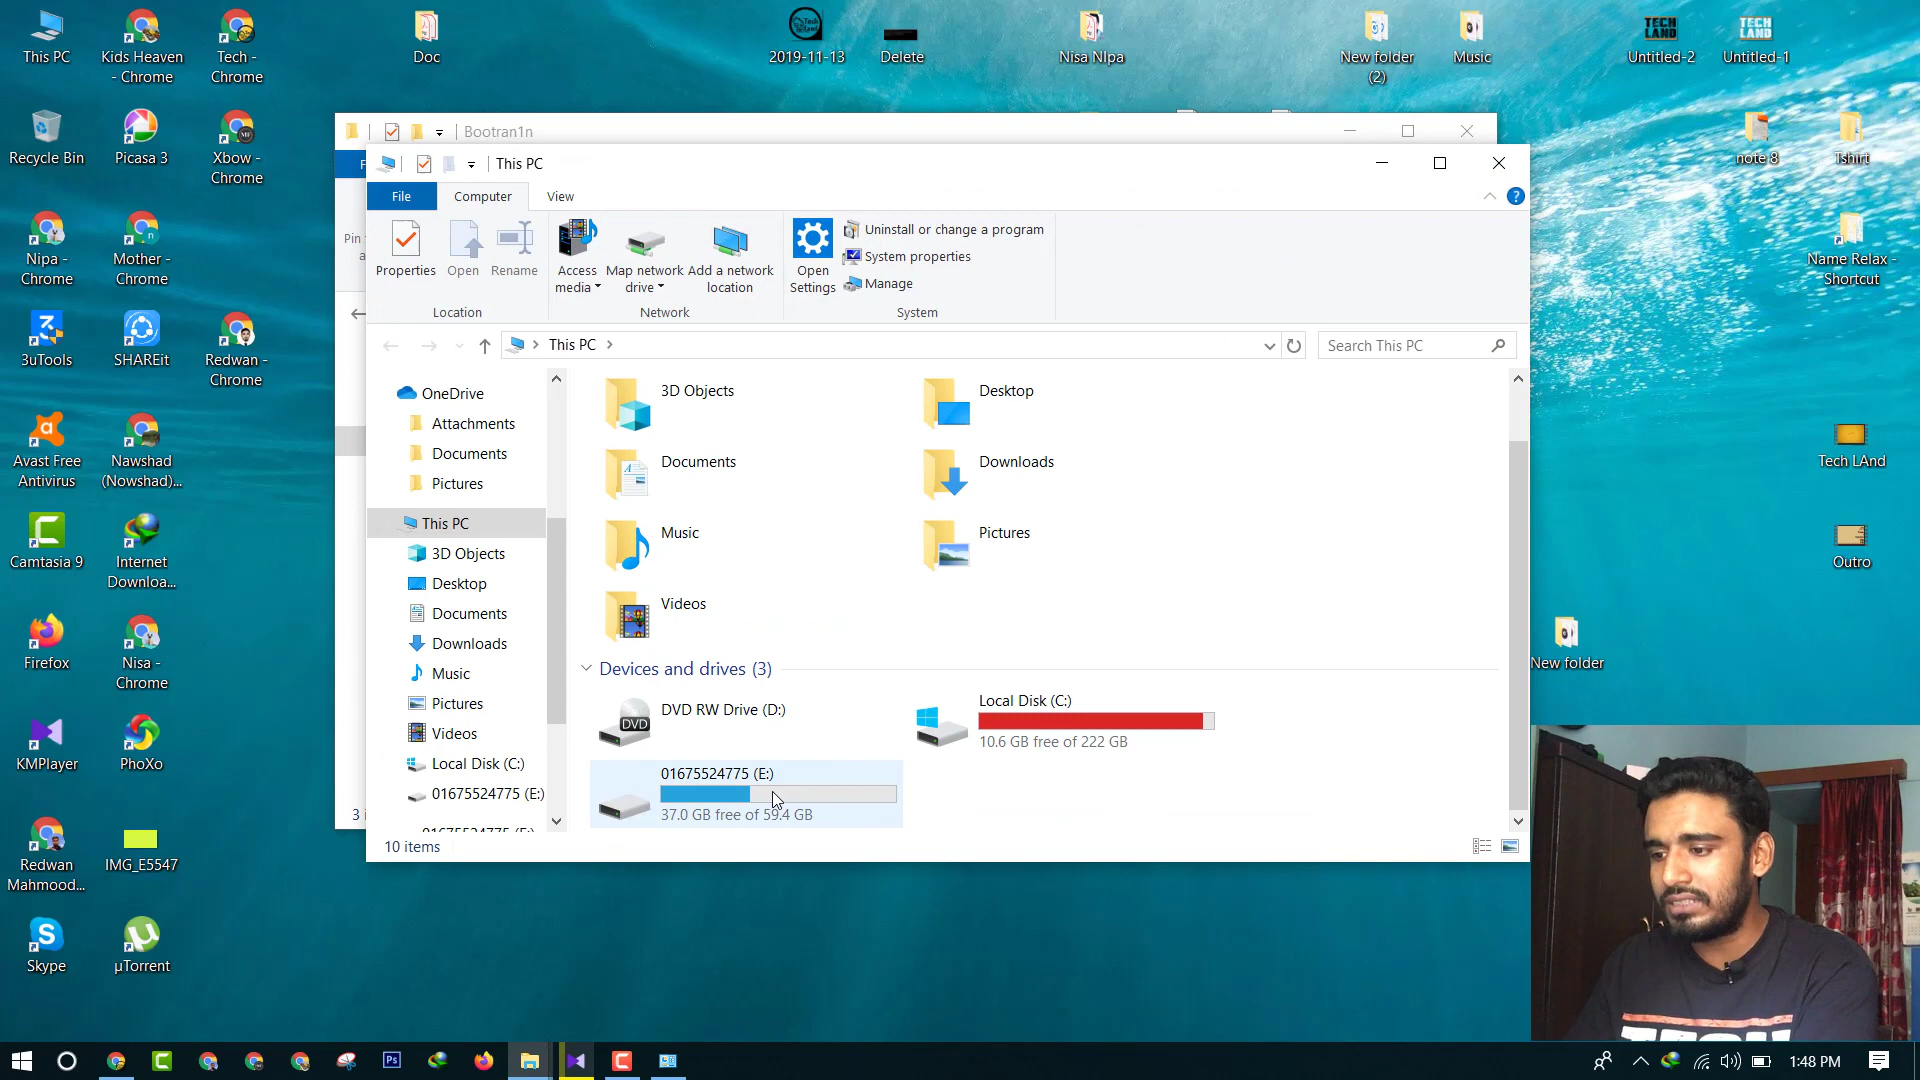 This PC
Kids Heaven
- Chrome
Tech -
Chrome
Doc
2019-11-13
Delete
Nisa NIpa
New folder
(2)
Music
Untitled-2
Untitled-1
Recycle Bin
Picasa 3
Xbow -
Chrome
note 8
Tshirt
Nipa -
Chrome
Mother -
Chrome
Name Relax -
Shortcut
3uTools
SHAREit
Redwan -
Chrome
Avast Free
Antivirus
Nawshad
(Nowshad)...
Tech LAnd
Camtasia 9
Internet
Downloa...
Outro
Firefox
Nisa -
Chrome
New folder
KMPlayer
PhoXo
Redwan
Mahmood...
IMG_E5547
Skype
µTorrent
Bootran1n
This PC
File
Computer
View
Properties
Open
Rename
Access
media
Map network
drive
Add a network
location
Open
Settings
Uninstall or change a program
System properties
Manage
Location
Network
System
This PC
Search This PC
OneDrive
Attachments
Documents
Pictures
This PC
3D Objects
Desktop
Documents
Downloads
Music
Pictures
Videos
Local Disk (C:)
01675524775 (E:)
3D Objects
Desktop
Documents
Downloads
Music
Pictures
Videos
Devices and drives (3)
DVD RW Drive (D:)
Local Disk (C:)
10.6 GB free of 222 GB
01675524775 (E:)
37.0 GB free of 59.4 GB
10 items
1:48 PM